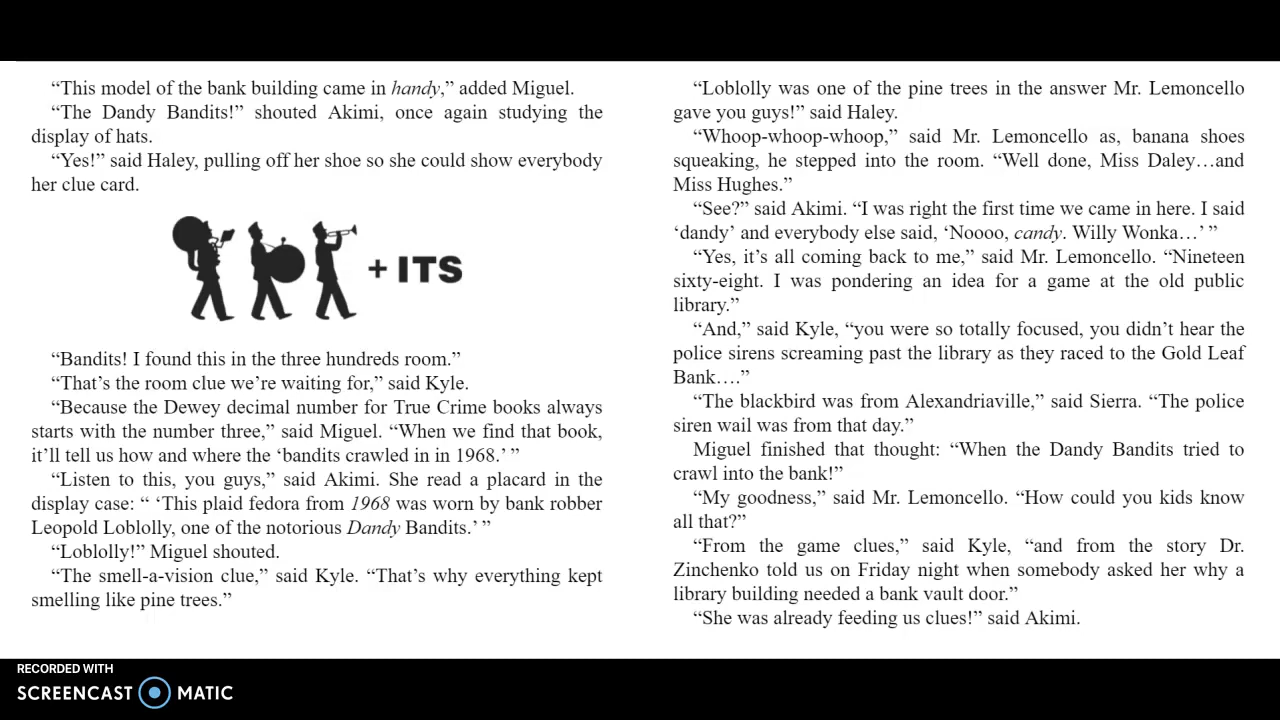 “This model of the bank building came in handy,” added Miguel.
“The Dandy Bandits!” shouted Akimi, once again studying the
display of hats.
“Yes!” said Haley, pulling off her shoe so she could show everybody
her clue card.
+ ITS
“Bandits! I found this in the three hundreds room.”
“That’s the room clue we’re waiting for,” said Kyle.
“Because the Dewey decimal number for True Crime books always
starts with the number three,” said Miguel. “When we find that book,
it’ll tell us how and where the ‘bandits crawled in in 1968.’ ”
“Listen to this, you guys,” said Akimi. She read a placard in the
display case: “ ‘This plaid fedora from 1968 was worn by bank robber
Leopold Loblolly, one of the notorious Dandy Bandits.’ ”
“Loblolly!” Miguel shouted.
“The smell-a-vision clue,” said Kyle. “That’s why everything kept
smelling like pine trees.”
“Loblolly was one of the pine trees in the answer Mr. Lemoncello
gave you guys!” said Haley.
“Whoop-whoop-whoop,” said Mr. Lemoncello as, banana shoes
squeaking, he stepped into the room. “Well done, Miss Daley…and
Miss Hughes.”
“See?” said Akimi. “I was right the first time we came in here. I said
‘dandy’ and everybody else said, ‘Noooo, candy. Willy Wonka…’ ”
“Yes, it’s all coming back to me,” said Mr. Lemoncello. “Nineteen
sixty-eight. I was pondering an idea for a game at the old public
library.”
“And,” said Kyle, “you were so totally focused, you didn’t hear the
police sirens screaming past the library as they raced to the Gold Leaf
Bank….”
“The blackbird was from Alexandriaville,” said Sierra. “The police
siren wail was from that day.”
Miguel finished that thought: “When the Dandy Bandits tried to
crawl into the bank!”
“My goodness,” said Mr. Lemoncello. “How could you kids know
all that?”
“From the game clues,” said Kyle, “and from the story Dr.
Zinchenko told us on Friday night when somebody asked her why a
library building needed a bank vault door.”
“She was already feeding us clues!” said Akimi.
RECORDED WITH
SCREENCAST MATIC